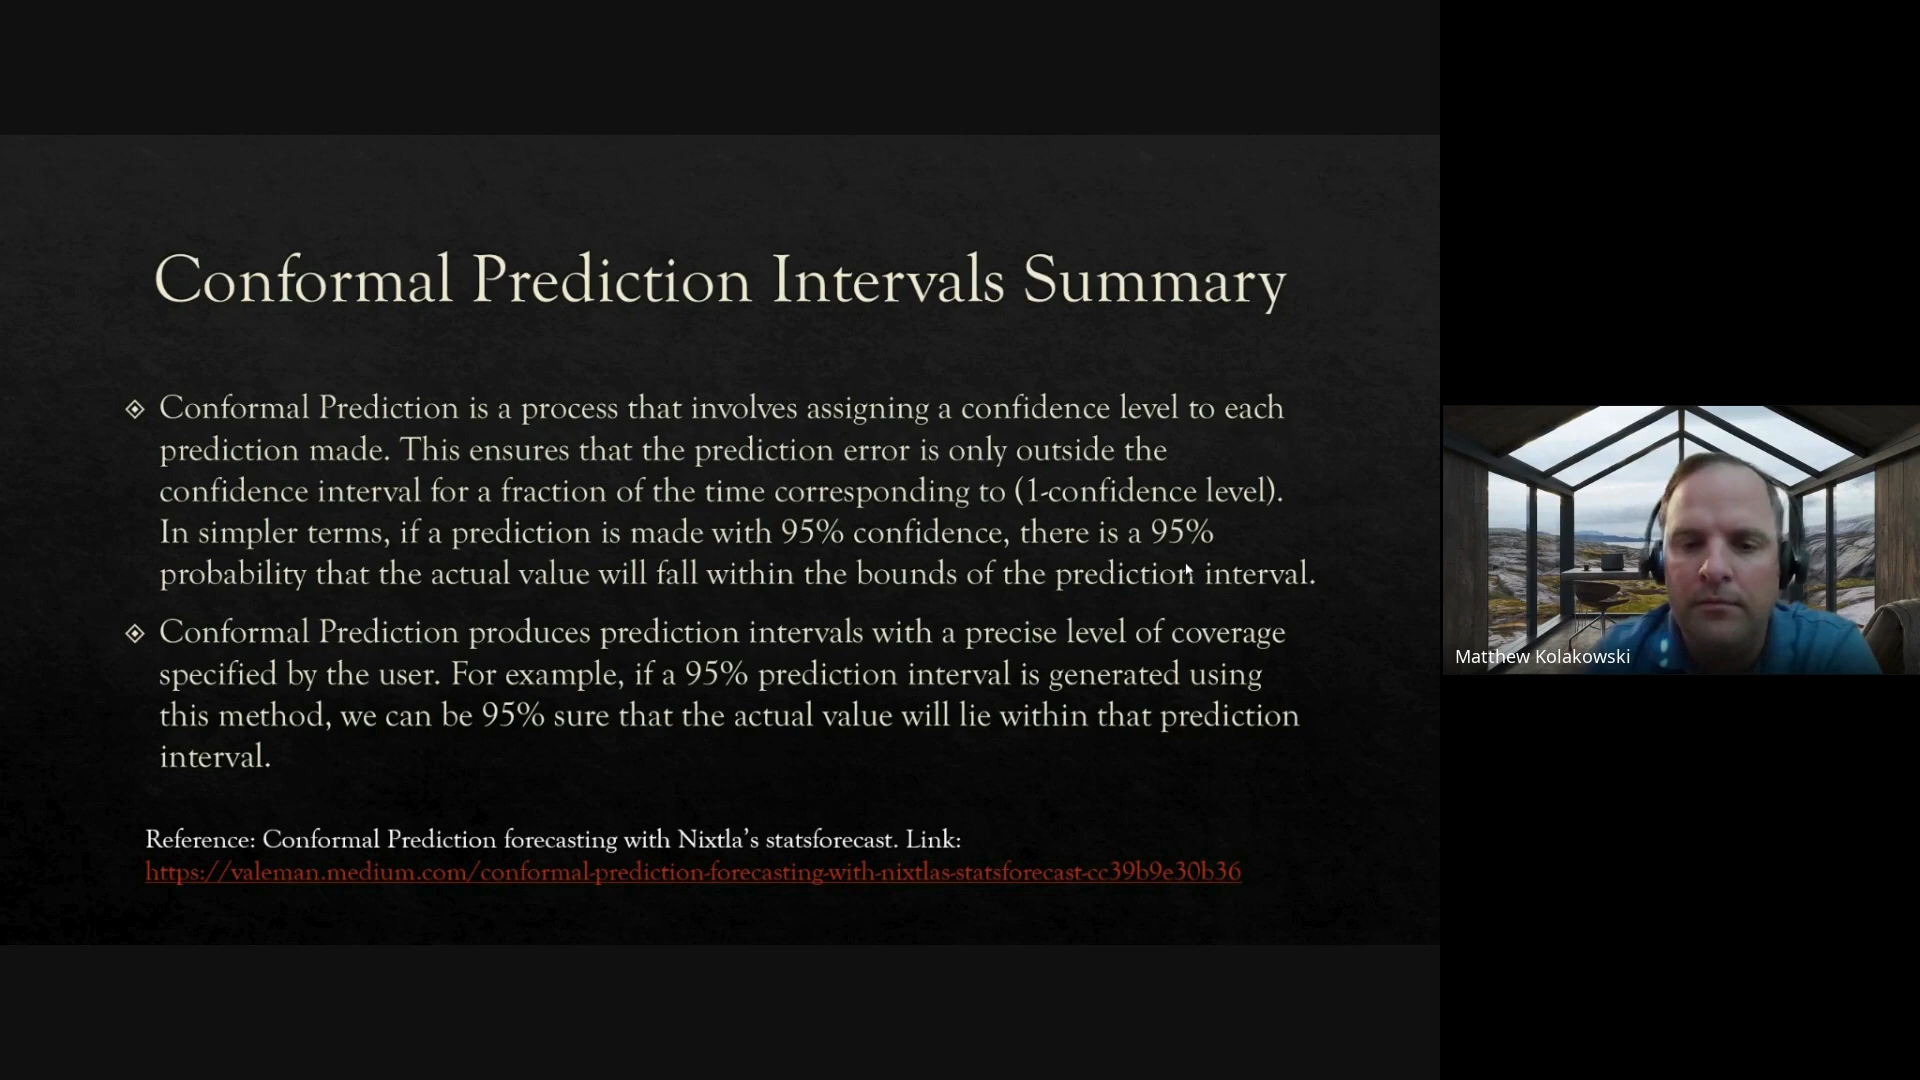 Conformal Prediction Intervals Summary
Conformal Prediction is a process that involves assigning a confidence level to each
prediction made. This ensures that the prediction error is only outside the
confidence interval for a fraction of the time corresponding to (1-confidence level).
In simpler terms, if a prediction is made with 95% confidence, there is a 95%
probability that the actual value will fall within the bounds of the prediction interval.
Conformal Prediction produces prediction intervals with a precise level of coverage
specified by the user. For example, if a 95% prediction interval is generated using
this method, we can be 95% sure that the actual value will lie within that prediction
interval.
Reference: Conformal Prediction forecasting with Nixtla’s statsforecast. Link:
https://valeman.medium.com/conformal-prediction-forecasting-with-nixtlas-statsforecast-cc39b9e30b36
Matthew Kolakowski